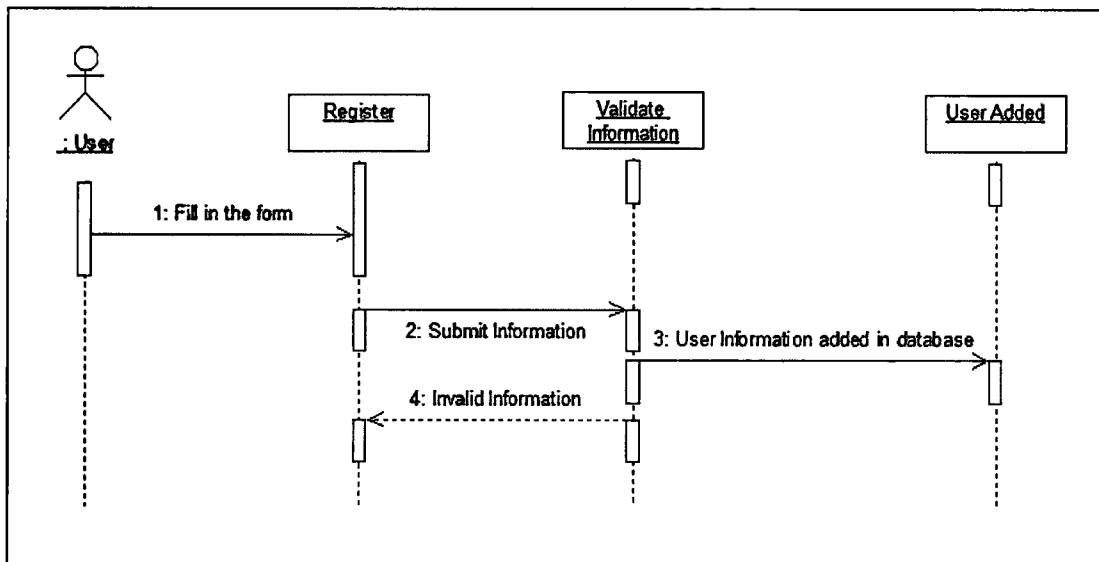 : User
Register
Validate
Information
User Added
1: Fill in the form
2: Submit Information
3: User Information added in database
4: Invalid Information